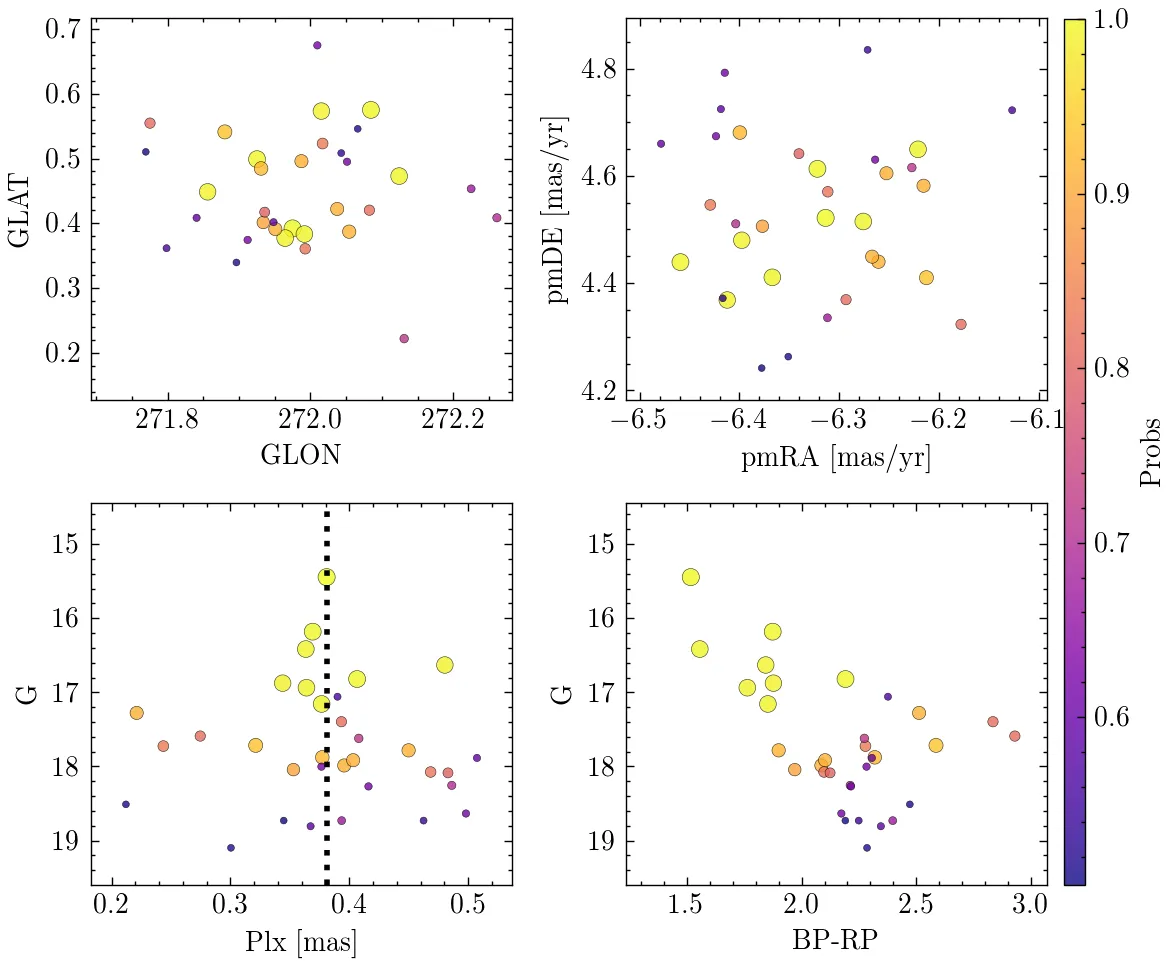 0.7
0.6
0.5
0.4
0.3
0.2
GLAT
271.8 272.0 272.2
GLON
4.8
4.6
4.4
4.2
pmDE [mas/yr]
−6.5 −6.4 −6.3 −6.2 −6.1
pmRA [mas/yr]
1.0
0.9
0.8
0.7
0.6
Probs
15
16
17
18
19
G
0.2 0.3 0.4 0.5
Plx [mas]
15
16
17
18
19
G
1.5 2.0 2.5 3.0
BP-RP